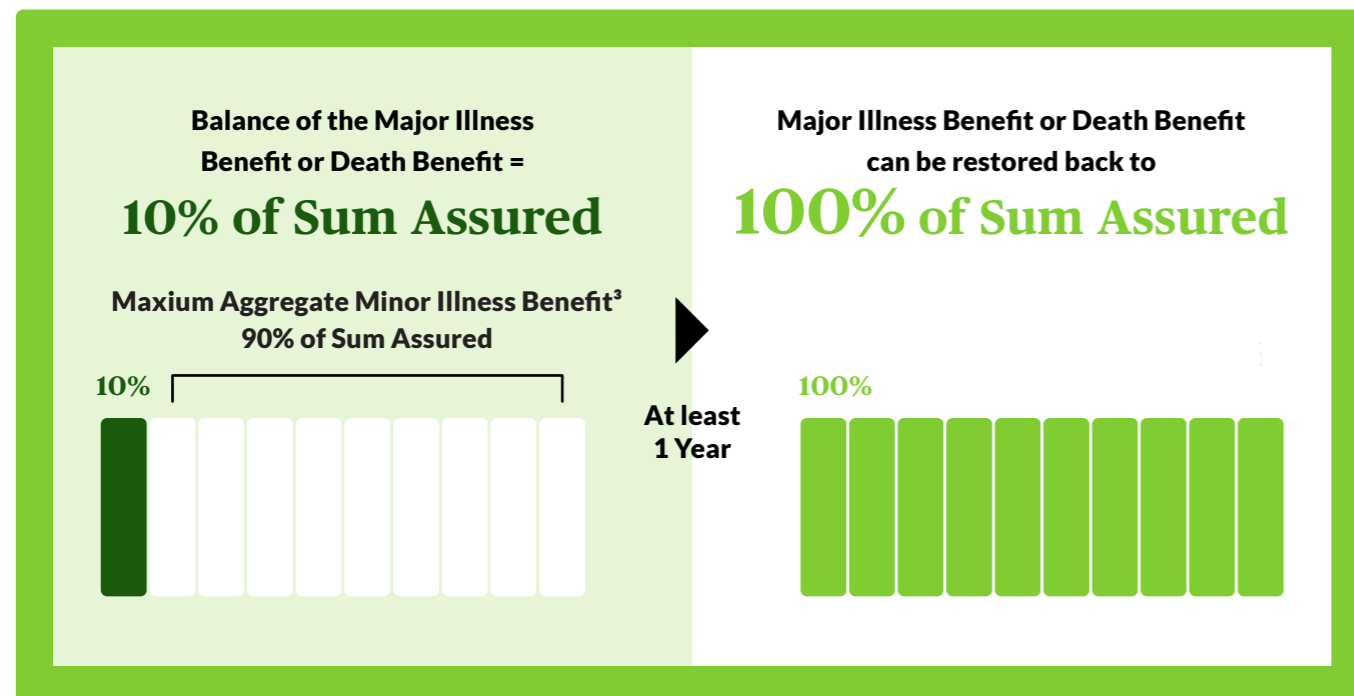 Balance of the Major Illness
Benefit or Death Benefit =
10% of Sum Assured
Maxium Aggregate Minor Illness Benefit³
90% of Sum Assured
10%
At least
1 Year
Major Illness Benefit or Death Benefit
can be restored back to
100% of Sum Assured
100%